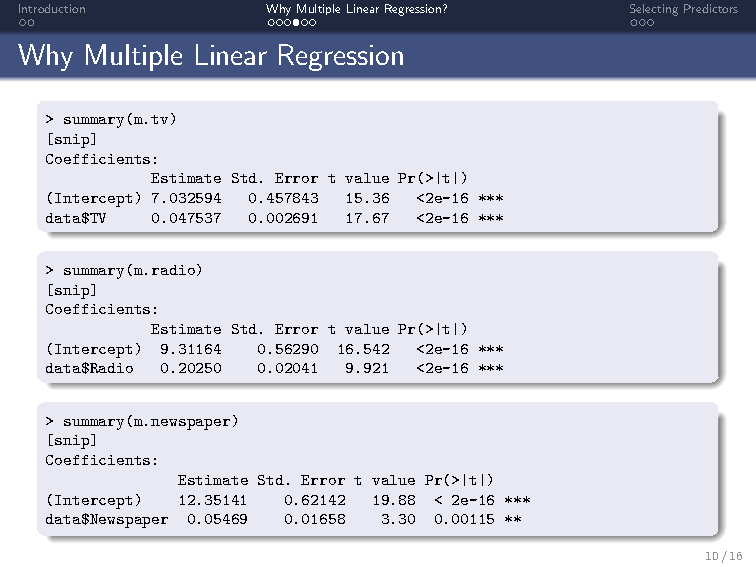 Introduction
Why Multiple Linear Regression?
Selecting Predictors
Why Multiple Linear Regression
> summary(m.tv)
[snip]
Coefficients:
            Estimate Std. Error t value Pr(>|t|)
(Intercept) 7.032594   0.457843   15.36   <2e-16 ***
data$TV     0.047537   0.002691   17.67   <2e-16 ***
> summary(m.radio)
[snip]
Coefficients:
            Estimate Std. Error t value Pr(>|t|)
(Intercept)  9.31164    0.56290  16.542   <2e-16 ***
data$Radio   0.20250    0.02041   9.921   <2e-16 ***
> summary(m.newspaper)
[snip]
Coefficients:
               Estimate Std. Error t value Pr(>|t|)
(Intercept)    12.35141    0.62142   19.88  < 2e-16 ***
data$Newspaper  0.05469    0.01658    3.30  0.00115 **
10 / 16